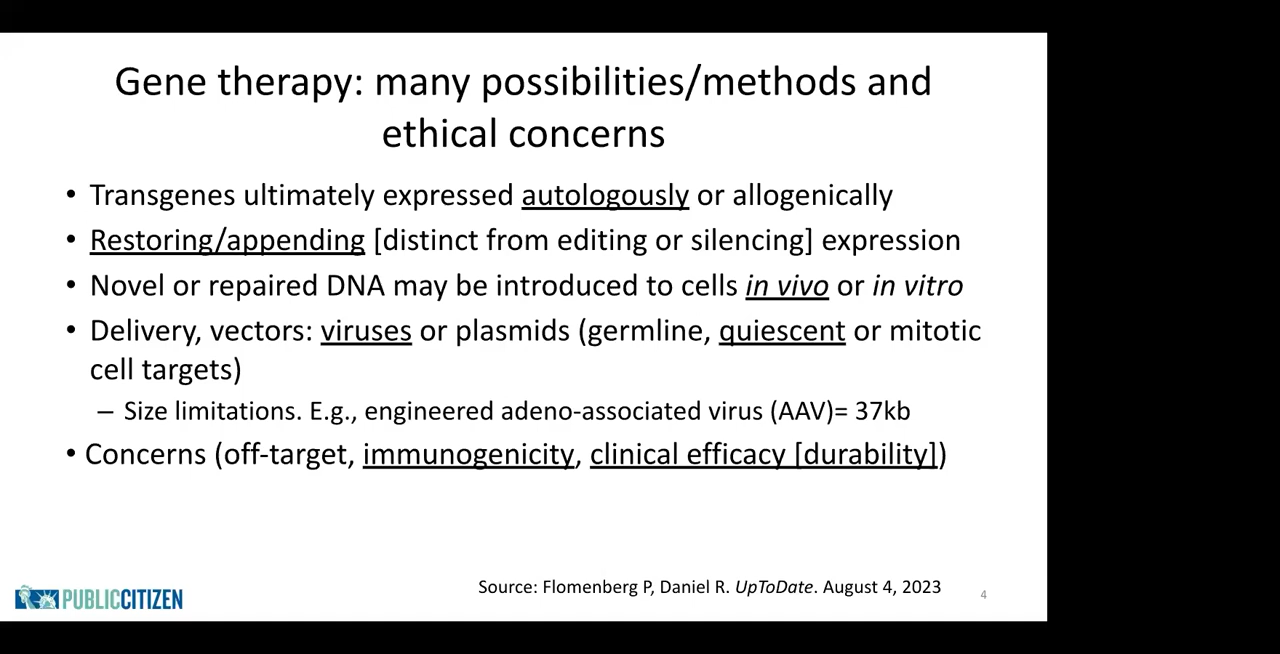 Gene therapy: many possibilities/methods and
ethical concerns
• Transgenes ultimately expressed autologously or allogenically
• Restoring/appending [distinct from editing or silencing] expression
• Novel or repaired DNA may be introduced to cells in vivo or in vitro
• Delivery, vectors: viruses or plasmids (germline, quiescent or mitotic
cell targets)
– Size limitations. E.g., engineered adeno-associated virus (AAV)= 37kb
• Concerns (off-target, immunogenicity, clinical efficacy [durability])
Source: Flomenberg P, Daniel R. UpToDate. August 4, 2023
4
PUBLICCITIZEN